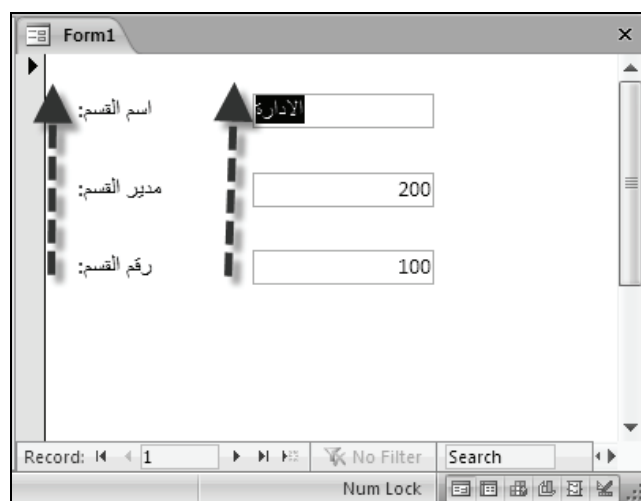 Form1
اسم القسم: الادارة
مدير القسم: 200
رقم القسم: 100
Record: 1 No Filter Search
Num Lock